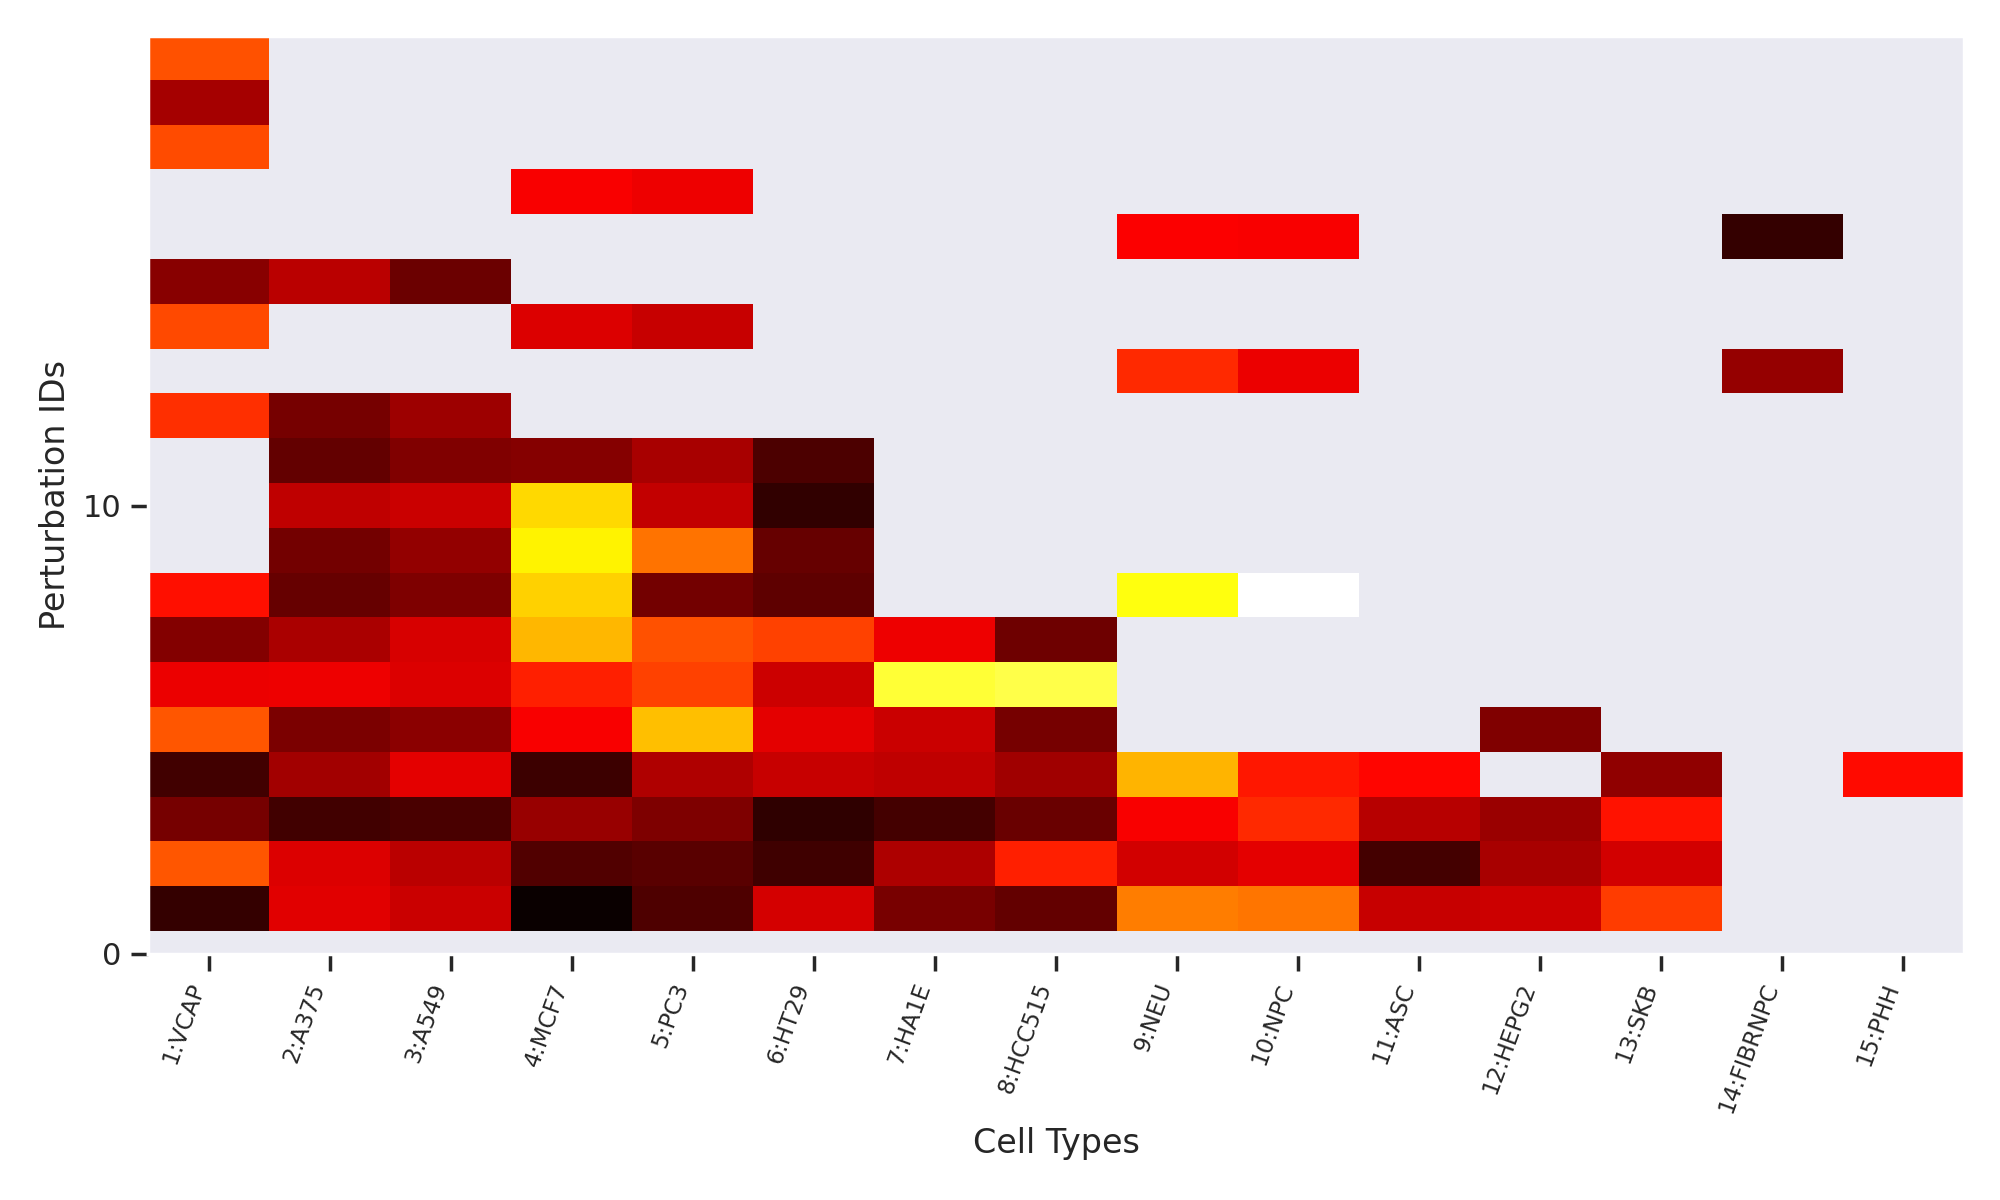 Perturbation IDs
10
0
1:VCAP
2:A375
3:A549
4:MCF7
5:PC3
6:HT29
7:HA1E
8:HCC515
9:NEU
10:NPC
11:ASC
12:HEPG2
13:SKB
14:FIBRNPC
15:PHH
Cell Types